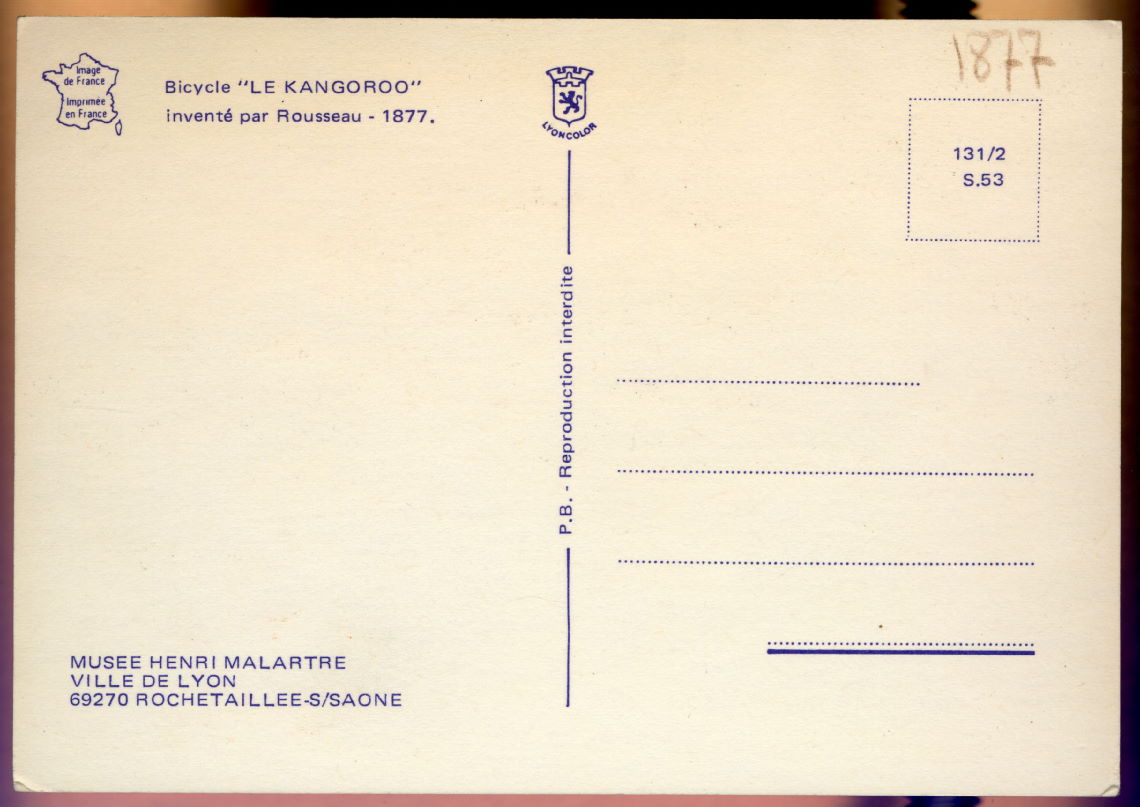 Image
de France
Imprimée
en France
Bicycle "LE KANGOROO"
inventé par Rousseau - 1877.
LYONCOLOR
1877
131/2
S.53
P.B. - Reproduction interdite
MUSEE HENRI MALARTRE
VILLE DE LYON
69270 ROCHETAILLEE-S/SAONE